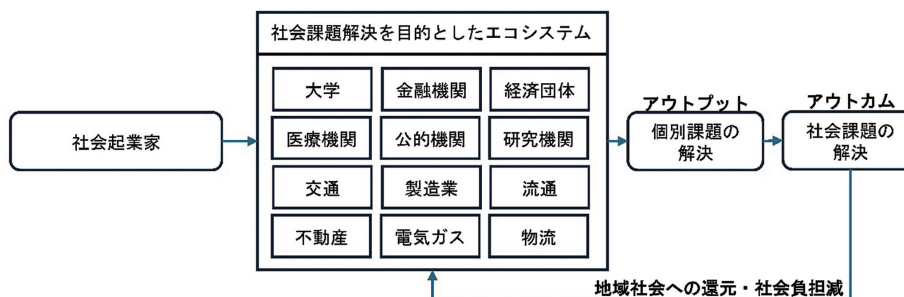 社会課題解決を目的としたエコシステム
大学
金融機関
経済団体
医療機関
公的機関
研究機関
交通
製造業
流通
不動産
電気ガス
物流
社会起業家
アウトプット
個別課題の
解決
アウトカム
社会課題の
解決
地域社会への還元・社会負担減